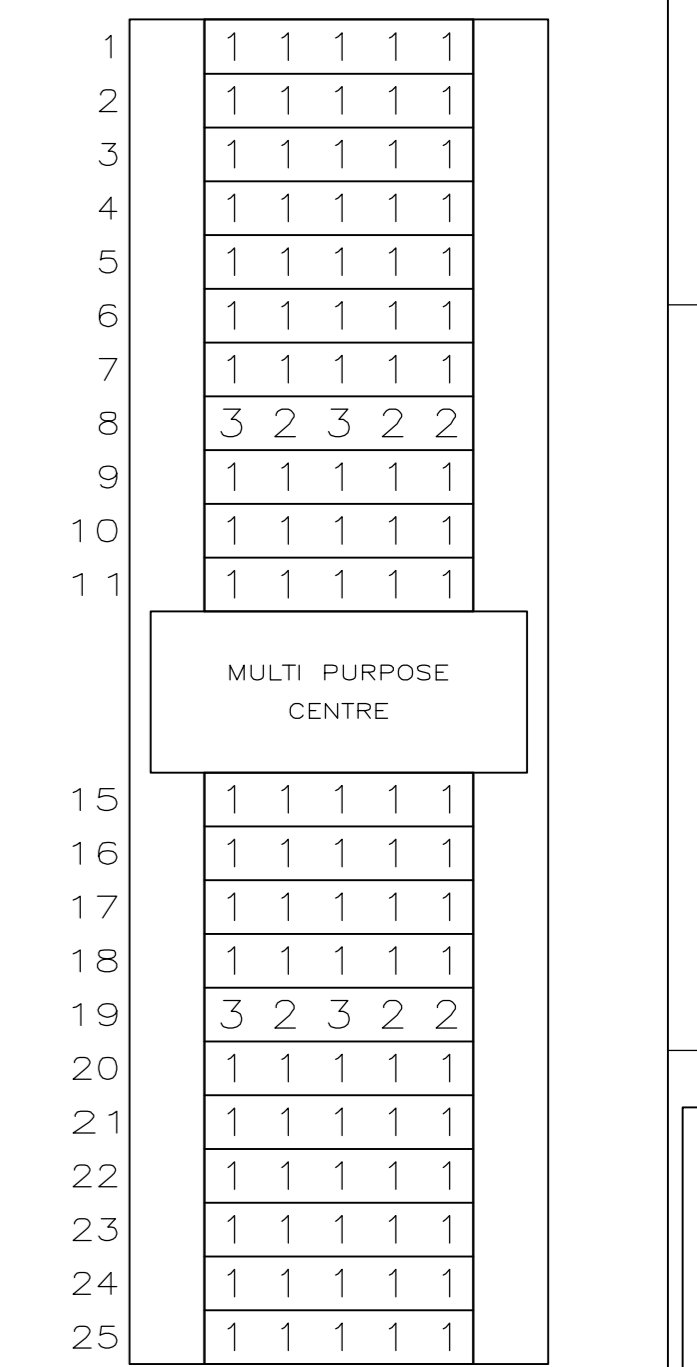 1 1 1 1 1 1
2 1 1 1 1 1
3 1 1 1 1 1
4 1 1 1 1 1
5 1 1 1 1 1
6 1 1 1 1 1
7 1 1 1 1 1
8 3 2 3 2 2
9 1 1 1 1 1
10 1 1 1 1 1
11 1 1 1 1 1
MULTI PURPOSE
CENTRE
15 1 1 1 1 1
16 1 1 1 1 1
17 1 1 1 1 1
18 1 1 1 1 1
19 3 2 3 2 2
20 1 1 1 1 1
21 1 1 1 1 1
22 1 1 1 1 1
23 1 1 1 1 1
24 1 1 1 1 1
25 1 1 1 1 1